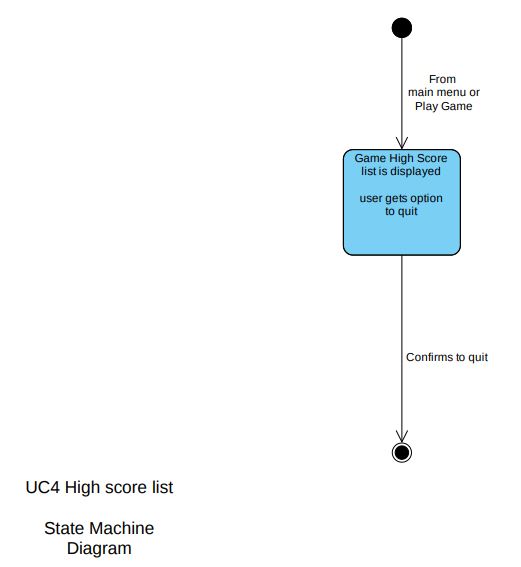 From
main menu or
Play Game
Game High Score
list is displayed
user gets option
to quit
Confirms to quit
UC4 High score list
State Machine
Diagram